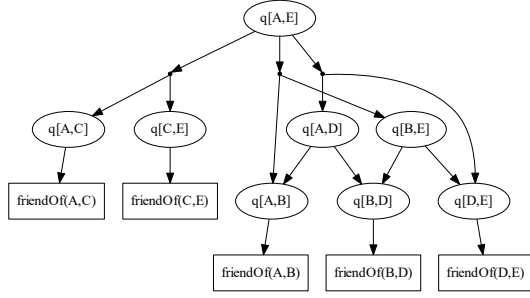 q[A,E]
q[A,C]
q[C,E]
q[A,D]
q[B,E]
friendOf(A,C)
friendOf(C,E)
q[A,B]
q[B,D]
q[D,E]
friendOf(A,B)
friendOf(B,D)
friendOf(D,E)